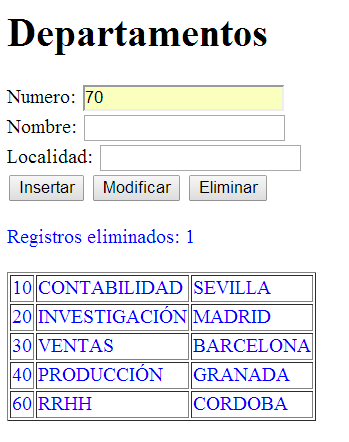 Departamentos
Numero: 70
Nombre:
Localidad:
Insertar Modificar Eliminar
Registros eliminados: 1
10 CONTABILIDAD SEVILLA
20 INVESTIGACIÓN MADRID
30 VENTAS BARCELONA
40 PRODUCCIÓN GRANADA
60 RRHH CORDOBA